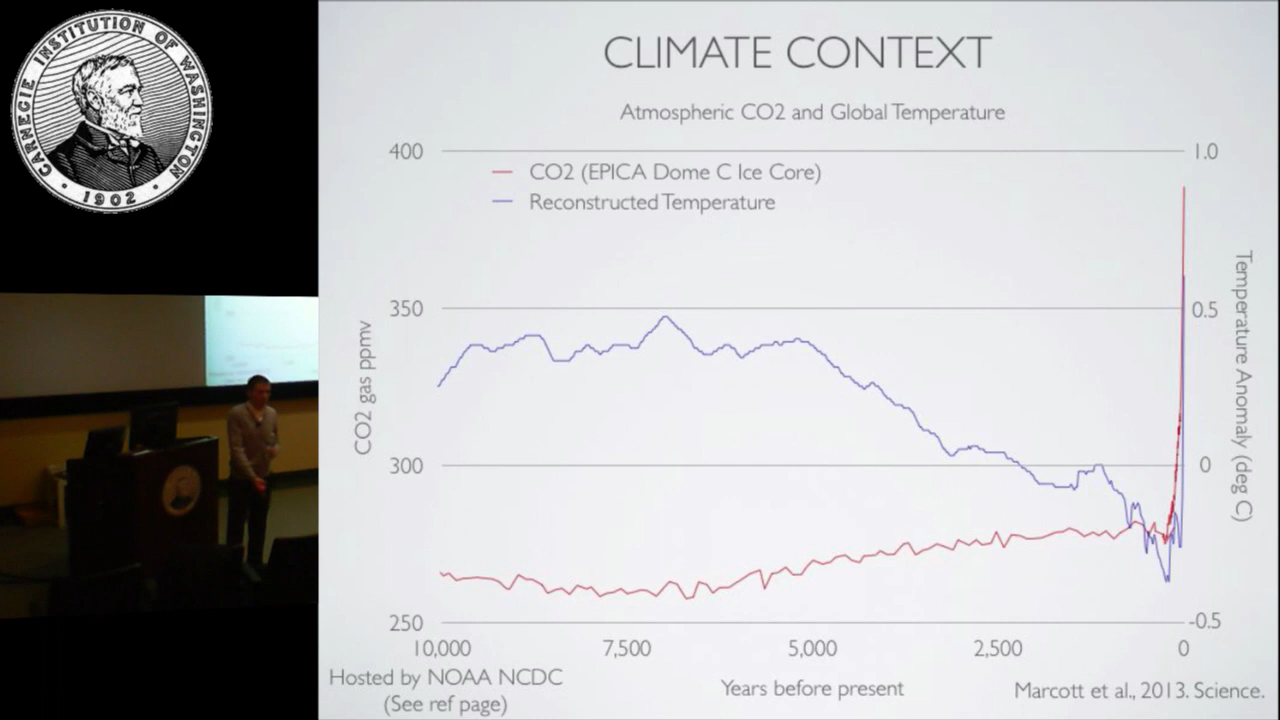 CARNEGIE INSTITUTION OF WASHINGTON
· 1902 ·
CLIMATE CONTEXT
Atmospheric CO2 and Global Temperature
400
1.0
CO2 (EPICA Dome C Ice Core)
Reconstructed Temperature
350
0.5
CO2 gas ppmv
Temperature Anomaly (deg C)
300
0
250
-0.5
10,000
7,500
5,000
2,500
0
Hosted by NOAA NCDC
(See ref page)
Years before present
Marcott et al., 2013. Science.